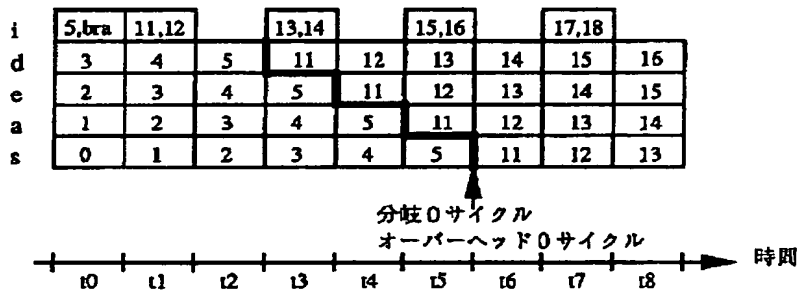 i 5,bra 11,12 13,14 15,16 17,18
d 3 4 5 11 12 13 14 15 16
e 2 3 4 5 11 12 13 14 15
a 1 2 3 4 5 11 12 13 14
s 0 1 2 3 4 5 11 12 13
分岐0サイクル
オーバーヘッド0サイクル
時間
t0 t1 t2 t3 t4 t5 t6 t7 t8